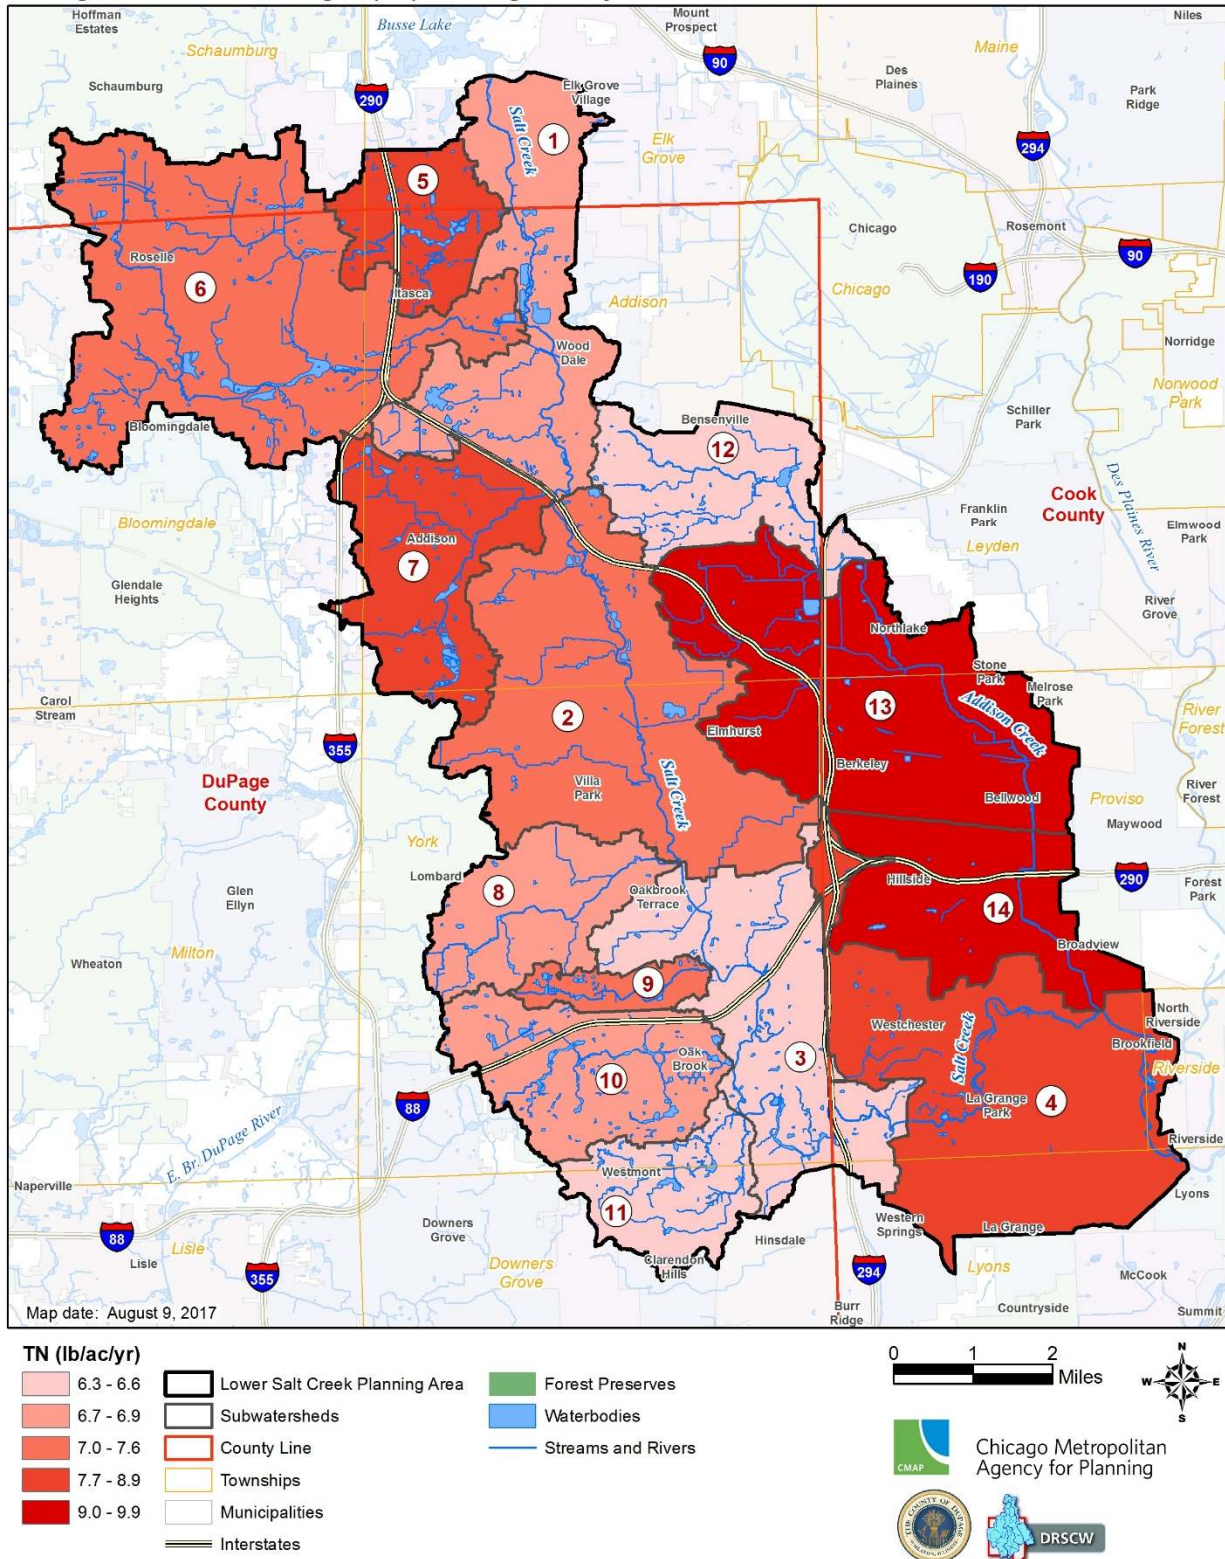 Hoffman
Estates
Busse Lake
Mount
Prospect
Niles
Schaumburg
Maine
90
Schaumburg
Des
Plaines
290
Elk Grove
Village
Park
Ridge
Salt Creek
1
Elk
Grove
294
5
Chicago
Rosemont
Roselle
90
6
Itasca
190
Addison
Chicago
Wood
Dale
Norridge
Norwood
Park
Schiller
Park
Bloomingdale
Bensenville
12
Des Plaines River
Cook
County
Bloomingdale
Addison
Franklin
Park
Elmwood
Park
Leyden
7
Glendale
Heights
River
Grove
Northlake
Stone
Park
Melrose
Park
Carol
Stream
13
Addison Creek
River
Forest
2
Elmhurst
355
Salt Creek
Berkeley
DuPage
County
Villa
Park
Bellwood
River
Forest
Proviso
Maywood
York
Lombard
8
Oakbrook
Terrace
Hillside
290
Forest
Park
Glen
Ellyn
14
Broadview
Milton
Wheaton
9
North
Riverside
Westchester
Salt Creek
Brookfield
Oak
Brook
3
Riverside
10
La Grange
Park
4
88
E. Br. DuPage River
Riverside
Westmont
Naperville
Lyons
11
Western
Springs
Downers
Grove
La Grange
88
Hinsdale
Lisle
Lisle
Clarendon
Hills
Downers
Grove
355
294
Lyons
McCook
Burr
Ridge
Countryside
Summit
Map date: August 9, 2017
TN (lb/ac/yr)
6.3 - 6.6
6.7 - 6.9
7.0 - 7.6
7.7 - 8.9
9.0 - 9.9
Lower Salt Creek Planning Area
Subwatersheds
County Line
Townships
Municipalities
Interstates
Forest Preserves
Waterbodies
Streams and Rivers
0 1 2
Miles
N
W E
S
CMAP
Chicago Metropolitan
Agency for Planning
DRSCW